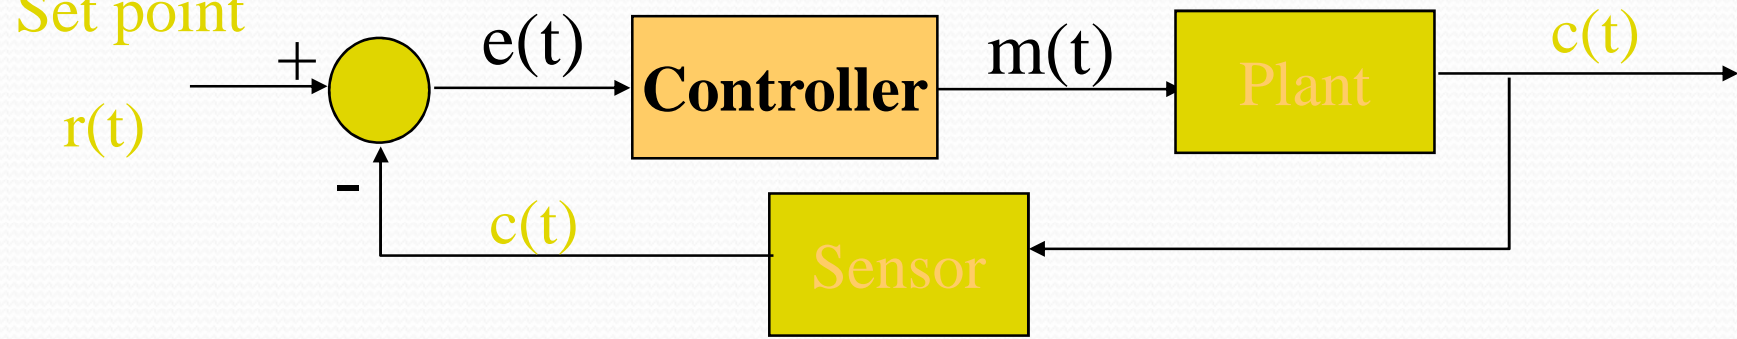 Set point
+
e(t)
Controller
m(t)
Plant
c(t)
r(t)
-
c(t)
Sensor